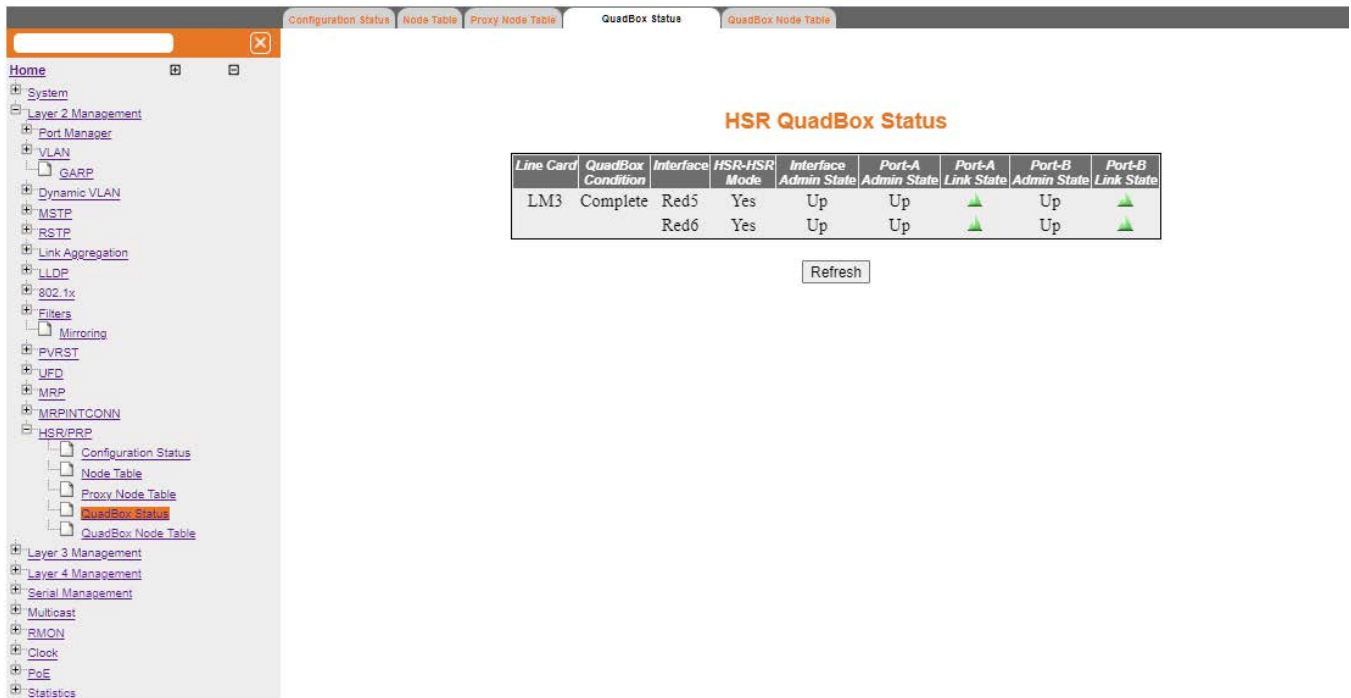 Configuration Status Node Table Proxy Node Table QuadBox Status QuadBox Node Table
Home
System
Layer 2 Management
Port Manager
VLAN
GARP
Dynamic VLAN
MSTP
RSTP
Link Aggregation
LLDP
802.1x
Filters
Mirroring
PVRST
UFD
MRP
MRPINTCONN
HSR/PRP
Configuration Status
Node Table
Proxy Node Table
QuadBox Status
QuadBox Node Table
Layer 3 Management
Layer 4 Management
Serial Management
Multicast
RMON
Clock
PoE
Statistics
HSR QuadBox Status
Line Card QuadBox Condition Interface HSR-HSR Mode Interface Admin State Port-A Admin State Port-A Link State Port-B Admin State Port-B Link State
LM3 Complete Red5 Yes Up Up Up
Red6 Yes Up Up Up
Refresh